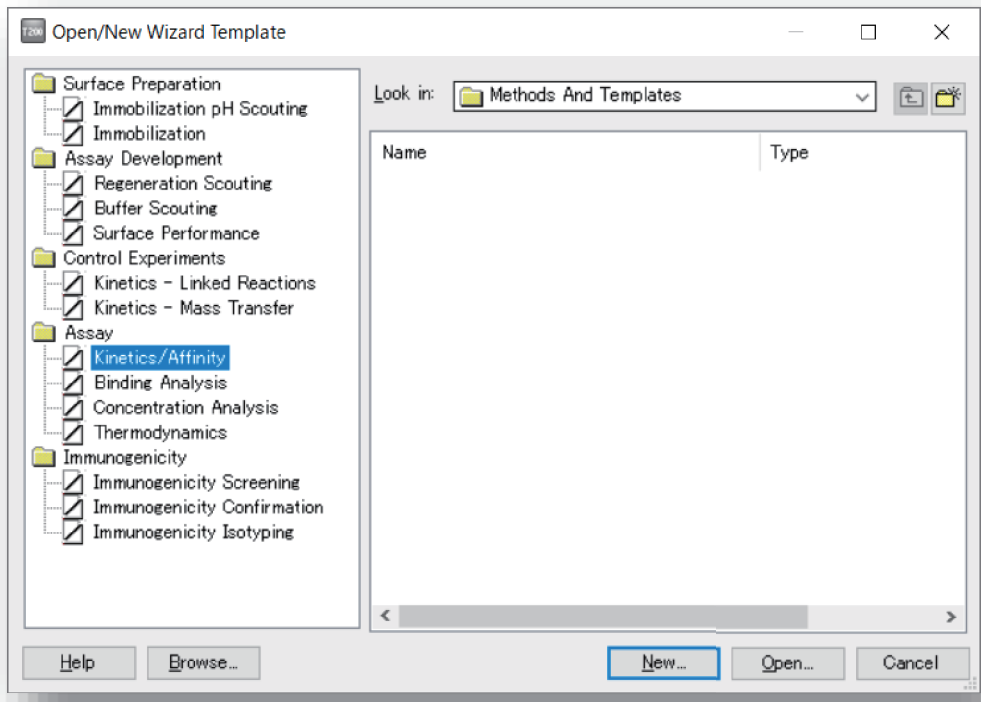 T200 Open/New Wizard Template
Surface Preparation
Immobilization pH Scouting
Immobilization
Assay Development
Regeneration Scouting
Buffer Scouting
Surface Performance
Control Experiments
Kinetics - Linked Reactions
Kinetics - Mass Transfer
Assay
Kinetics/Affinity
Binding Analysis
Concentration Analysis
Thermodynamics
Immunogenicity
Immunogenicity Screening
Immunogenicity Confirmation
Immunogenicity Isotyping
Look in: Methods And Templates
Name Type
Help Browse... New... Open... Cancel